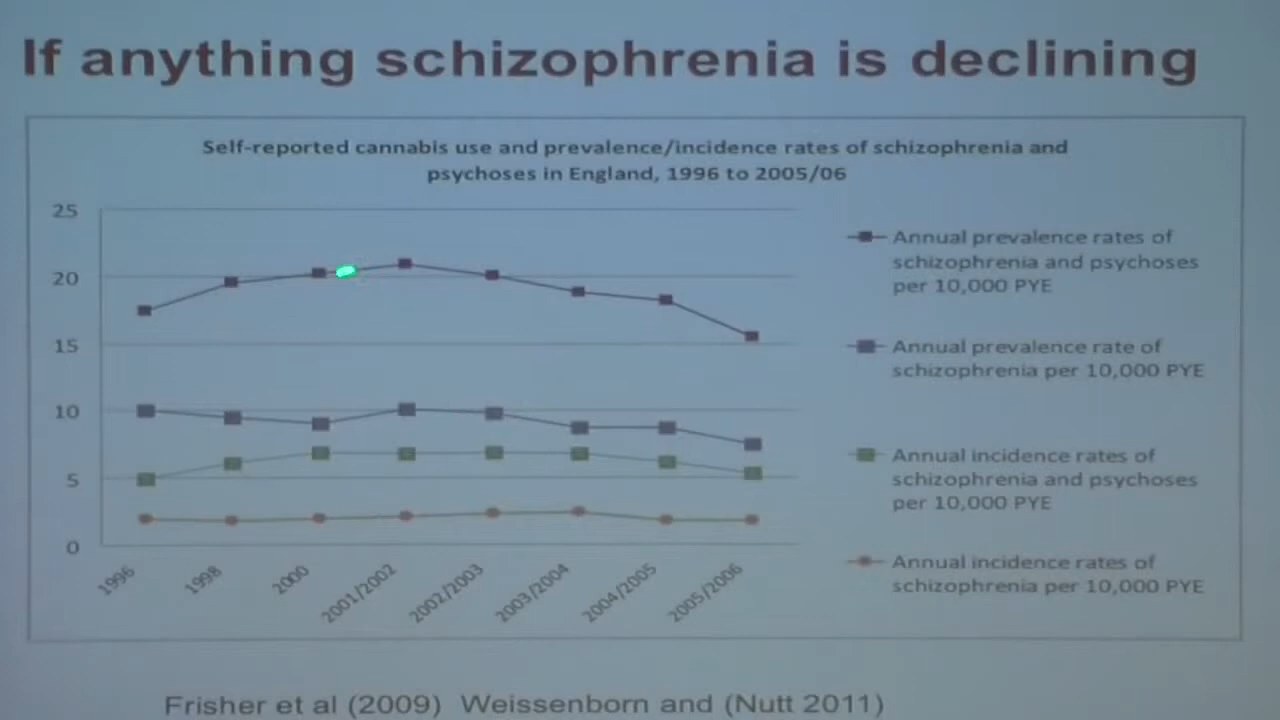 If anything schizophrenia is declining
Self-reported cannabis use and prevalence/incidence rates of schizophrenia and
psychoses in England, 1996 to 2005/06
25
20
15
10
5
0
1996
1998
2000
2001/2002
2002/2003
2003/2004
2004/2005
2005/2006
Annual prevalence rates of
schizophrenia and psychoses
per 10,000 PYE
Annual prevalence rate of
schizophrenia per 10,000 PYE
Annual incidence rates of
schizophrenia and psychoses
per 10,000 PYE
Annual incidence rates of
schizophrenia per 10,000 PYE
Frisher et al (2009) Weissenborn and (Nutt 2011)